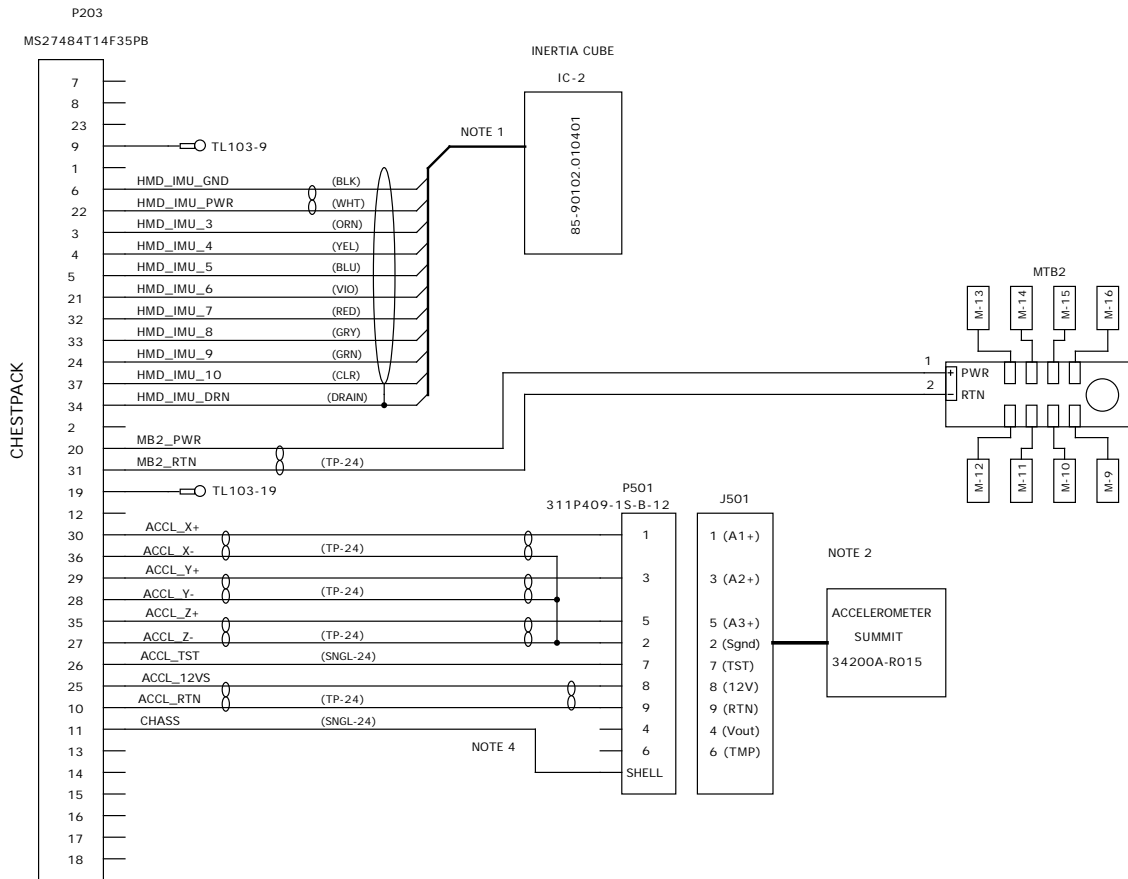 P203
MS27484T14F35PB
CHESTPACK
7
8
23
9 TL103-9
1
6 HMD_IMU_GND (BLK)
22 HMD_IMU_PWR (WHT)
3 HMD_IMU_3 (ORN)
4 HMD_IMU_4 (YEL)
5 HMD_IMU_5 (BLU)
21 HMD_IMU_6 (VIO)
32 HMD_IMU_7 (RED)
33 HMD_IMU_8 (GRY)
24 HMD_IMU_9 (GRN)
37 HMD_IMU_10 (CLR)
34 HMD_IMU_DRN (DRAIN)
2
20 MB2_PWR
31 MB2_RTN (TP-24)
19 TL103-19
12
30 ACCL_X+
36 ACCL_X- (TP-24)
29 ACCL_Y+
28 ACCL_Y- (TP-24)
35 ACCL_Z+
27 ACCL_Z- (TP-24)
26 ACCL_TST (SNGL-24)
25 ACCL_12VS
10 ACCL_RTN (TP-24)
11 CHASS (SNGL-24)
13
14
15
16
17
18
NOTE 1
INERTIA CUBE
IC-2
85-90102.010401
MTB2
M-13
M-14
M-15
M-16
1 + PWR
2 - RTN
M-12
M-11
M-10
M-9
P501
311P409-1S-B-12
1
3
5
2
7
8
9
4
6
SHELL
NOTE 4
J501
1 (A1+)
3 (A2+)
5 (A3+)
2 (Sgnd)
7 (TST)
8 (12V)
9 (RTN)
4 (Vout)
6 (TMP)
NOTE 2
ACCELEROMETER
SUMMIT
34200A-R015